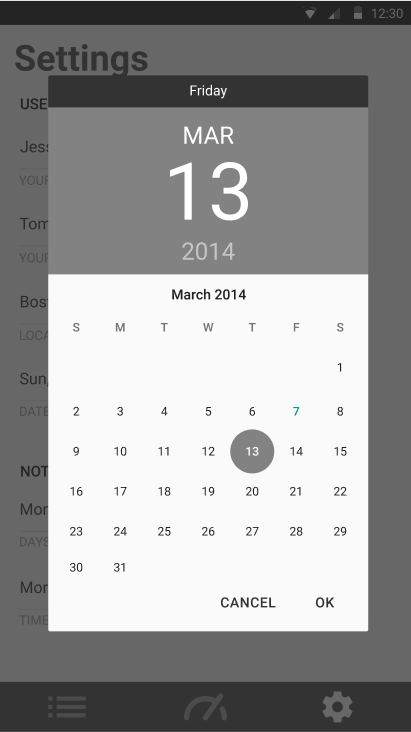 12:30
Settings
Friday
USE
MAR
Jess
13
YOUR
Tom
2014
YOUR
March 2014
Bos
S M T W T F S
LOCA
1
Sun,
2 3 4 5 6 7 8
DATE
9 10 11 12 13 14 15
NOT
16 17 18 19 20 21 22
Mon
23 24 25 26 27 28 29
DAYS
30 31
Mor
CANCEL OK
TIME